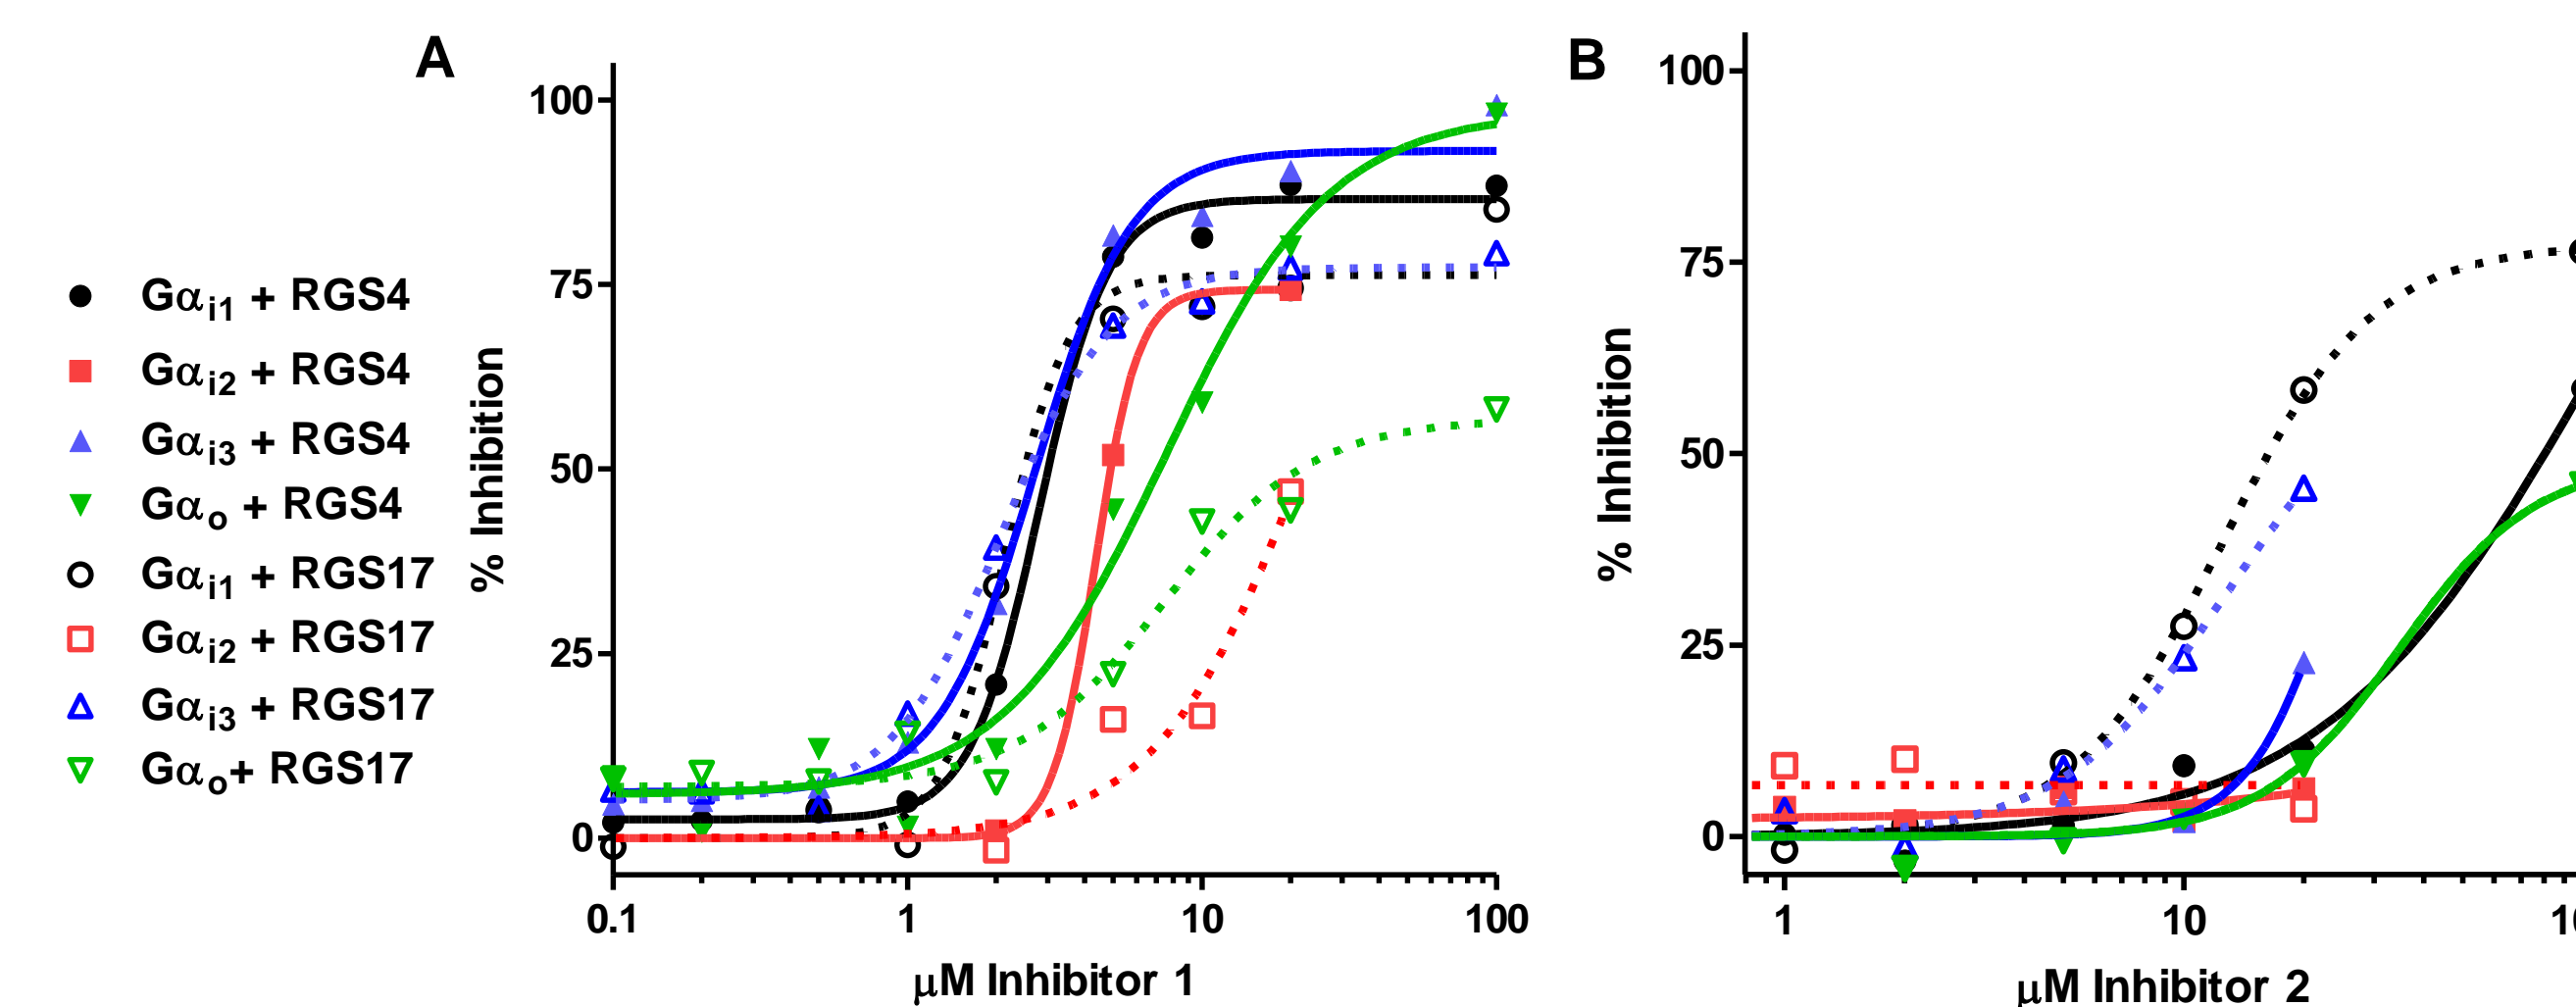 A
B
Gαi1 + RGS4
Gαi2 + RGS4
Gαi3 + RGS4
Gαo + RGS4
Gαi1 + RGS17
Gαi2 + RGS17
Gαi3 + RGS17
Gαo+ RGS17
% Inhibition
100
75
50
25
0
0.1 1 10 100
μM Inhibitor 1
% Inhibition
100
75
50
25
0
1 10
μM Inhibitor 2